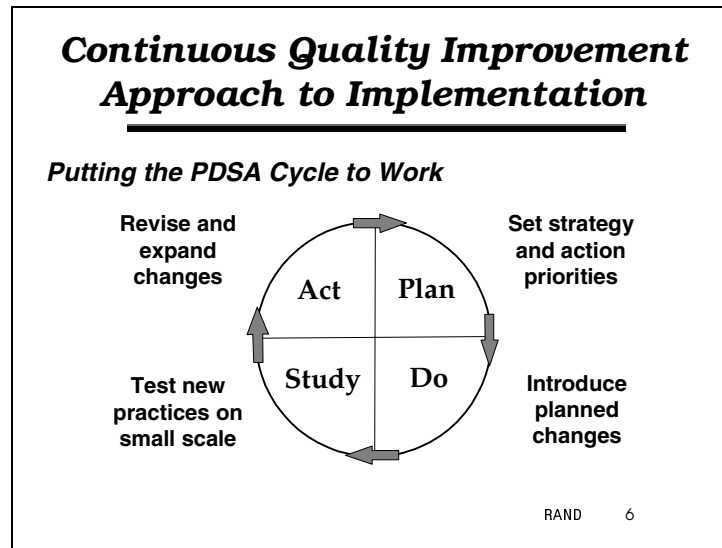 Continuous Quality Improvement
Approach to Implementation
Putting the PDSA Cycle to Work
Revise and
expand
changes
Set strategy
and action
priorities
Act
Plan
Study
Do
Test new
practices on
small scale
Introduce
planned
changes
RAND 6